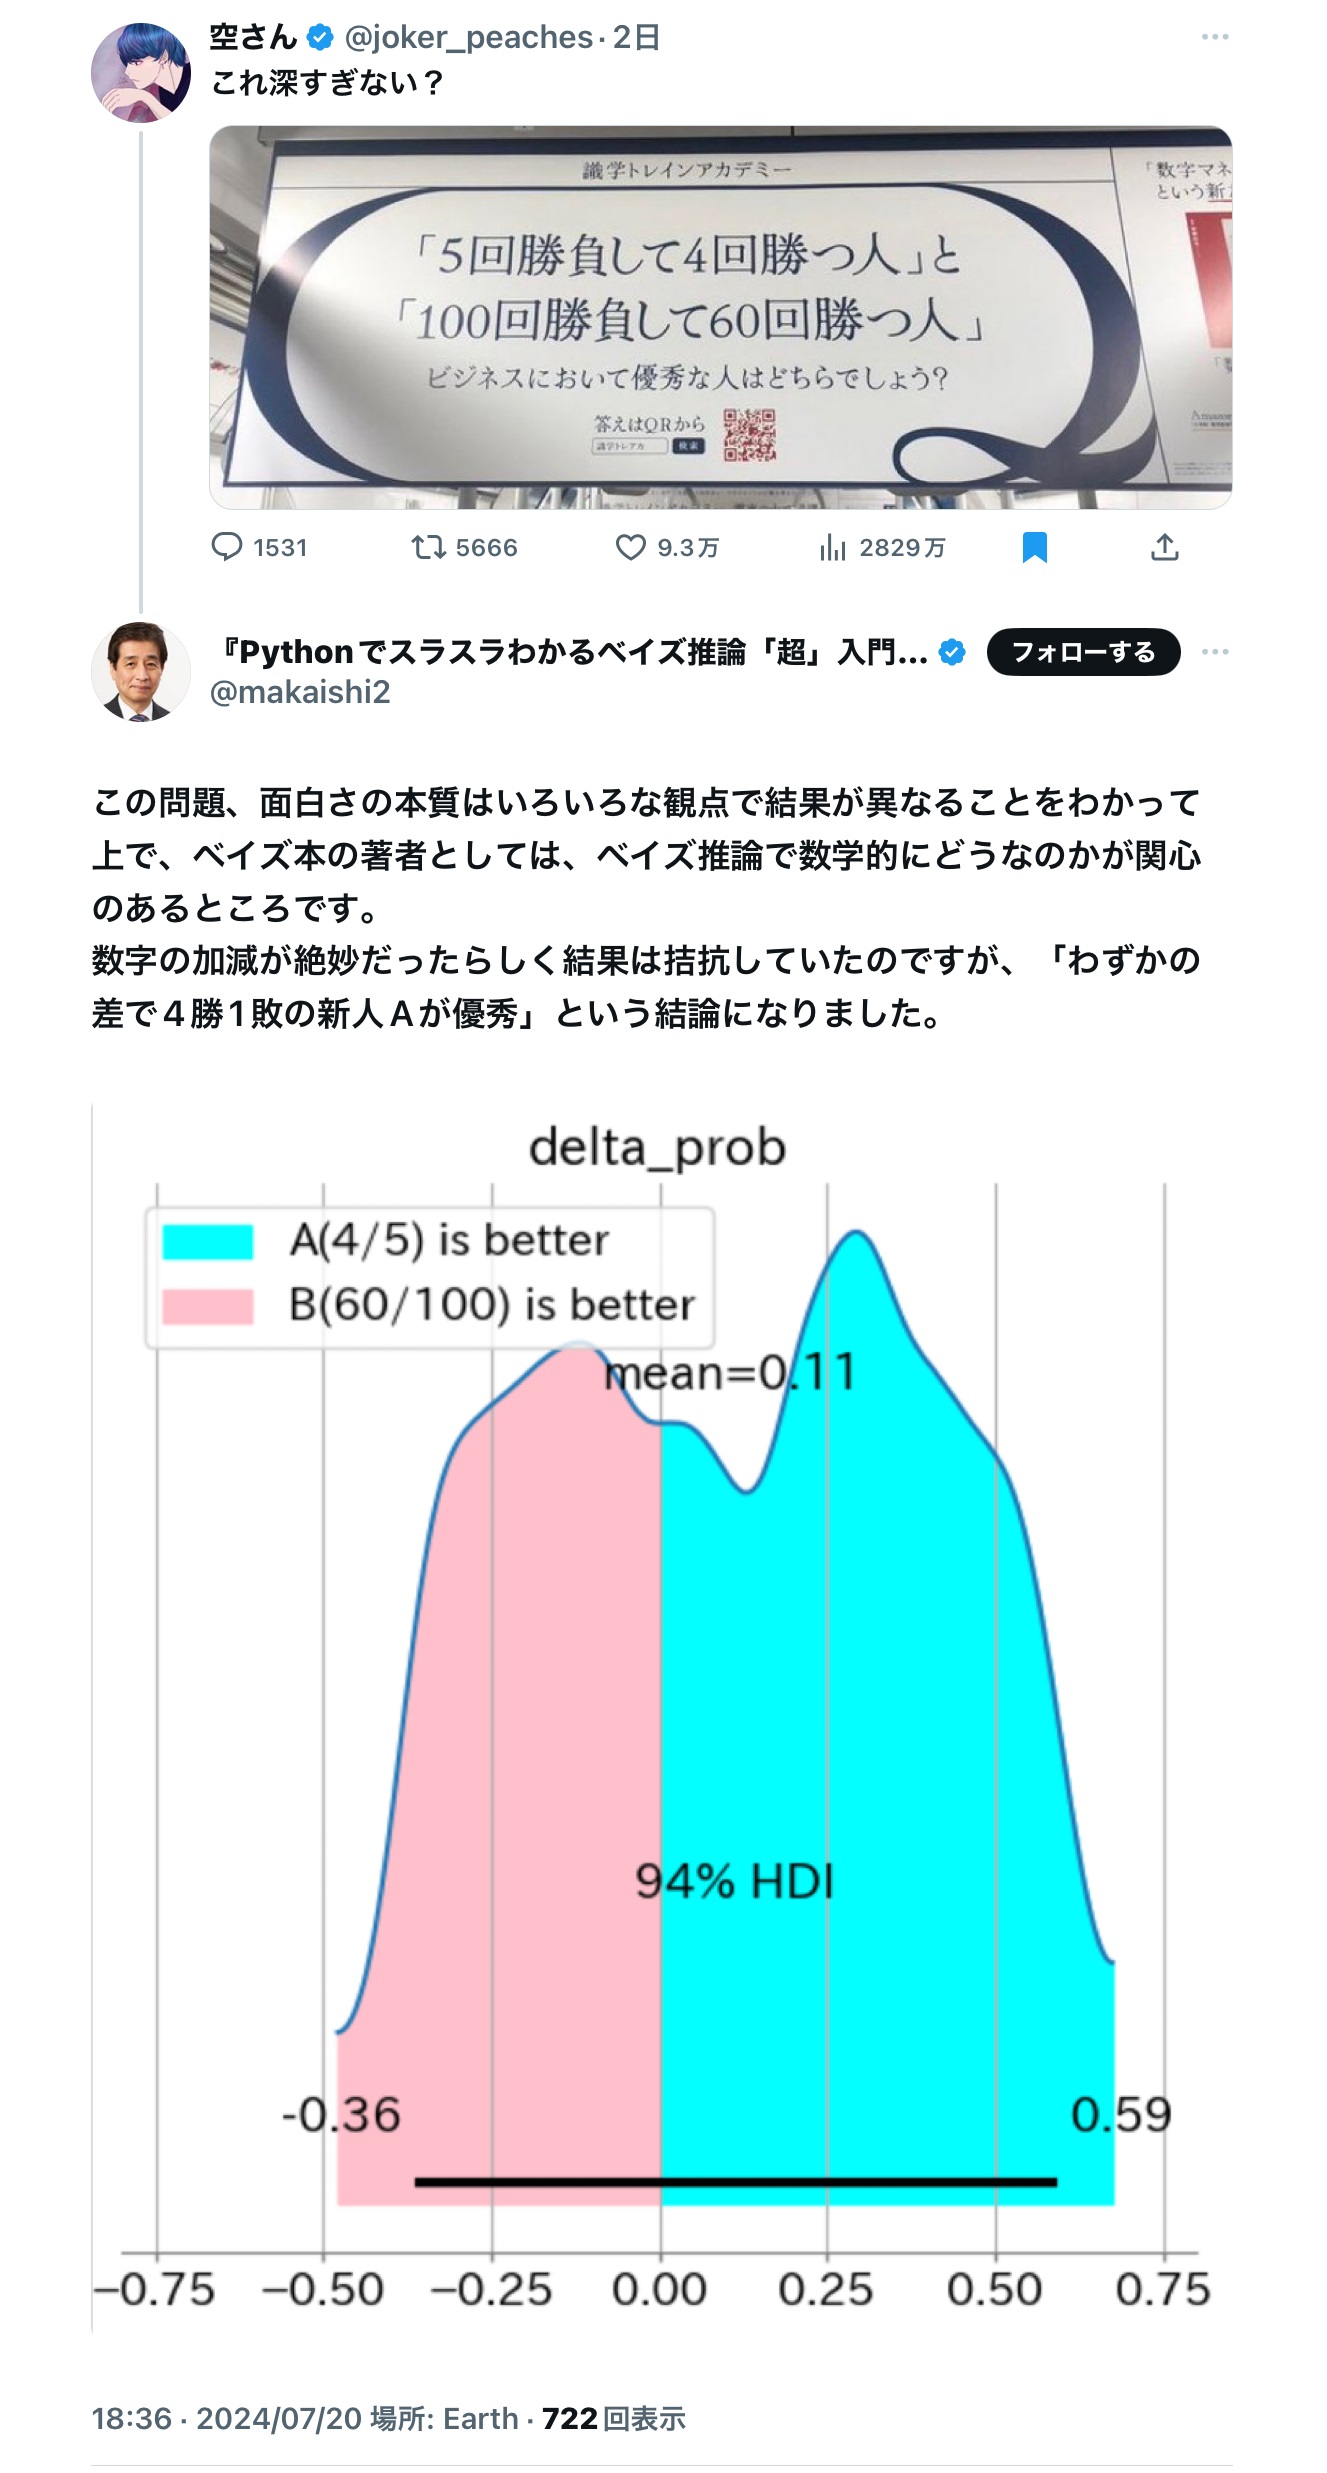 空さん @joker_peaches · 2日
これ深すぎない？
識学トレインアカデミー
「5回勝負して4回勝つ人」と
「100回勝負して60回勝つ人」
ビジネスにおいて優秀な人はどちらでしょう?
答えはQRから
識学トレアカ 検索
「数字マネ
という新
1531 5666 9.3万 2829万
『Pythonでスラスラわかるベイズ推論「超」入門... フォローする
@makaishi2
この問題、面白さの本質はいろいろな観点で結果が異なることをわかって
上で、ベイズ本の著者としては、ベイズ推論で数学的にどうなのかが関心
のあるところです。
数字の加減が絶妙だったらしく結果は拮抗していたのですが、「わずかの
差で４勝1敗の新人Ａが優秀」という結論になりました。
delta_prob
A(4/5) is better
B(60/100) is better
mean=0.11
94% HDI
-0.36 0.59
−0.75 −0.50 −0.25 0.00 0.25 0.50 0.75
18:36 · 2024/07/20 場所: Earth · 722回表示